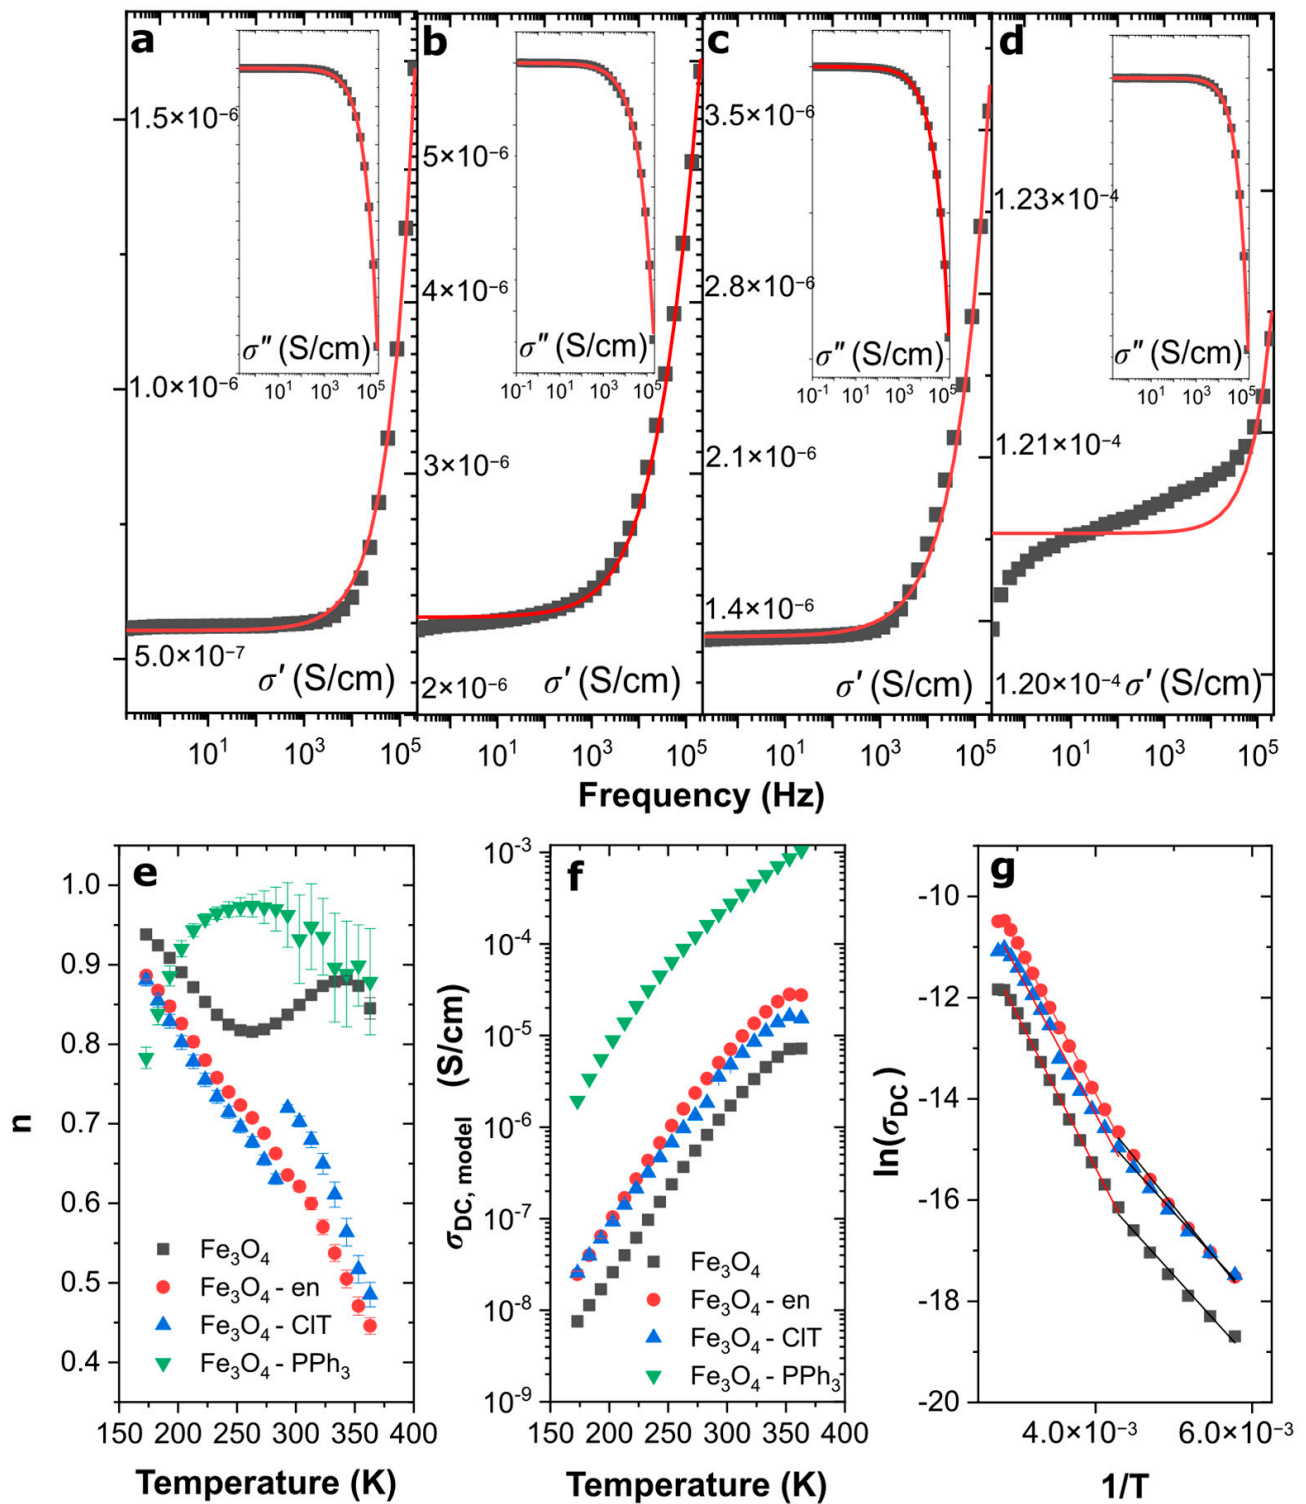 a
1.5×10⁻⁶
1.0×10⁻⁶
5.0×10⁻⁷
σ″ (S/cm)
10¹ 10³ 10⁵
σ′ (S/cm)
10¹ 10³ 10⁵
b
5×10⁻⁶
4×10⁻⁶
3×10⁻⁶
2×10⁻⁶
σ″ (S/cm)
10⁻¹ 10¹ 10³ 10⁵
σ′ (S/cm)
10³ 10⁵
c
3.5×10⁻⁶
2.8×10⁻⁶
2.1×10⁻⁶
1.4×10⁻⁶
σ″ (S/cm)
10⁻¹ 10¹ 10³ 10⁵
σ′ (S/cm)
10¹ 10³
d
1.23×10⁻⁴
1.21×10⁻⁴
1.20×10⁻⁴
σ″ (S/cm)
10¹ 10³ 10⁵
σ′ (S/cm)
10¹ 10³ 10⁵
Frequency (Hz)
e
n
1.0
0.9
0.8
0.7
0.6
0.5
0.4
Fe₃O₄
Fe₃O₄ - en
Fe₃O₄ - CIT
Fe₃O₄ - PPh₃
150 200 250 300 350 400
Temperature (K)
f
σDC, model (S/cm)
10⁻³
10⁻⁴
10⁻⁵
10⁻⁶
10⁻⁷
10⁻⁸
10⁻⁹
Fe₃O₄
Fe₃O₄ - en
Fe₃O₄ - CIT
Fe₃O₄ - PPh₃
150 200 250 300 350 400
Temperature (K)
g
ln(σDC)
-10
-12
-14
-16
-18
-20
4.0×10⁻³ 6.0×10⁻³
1/T